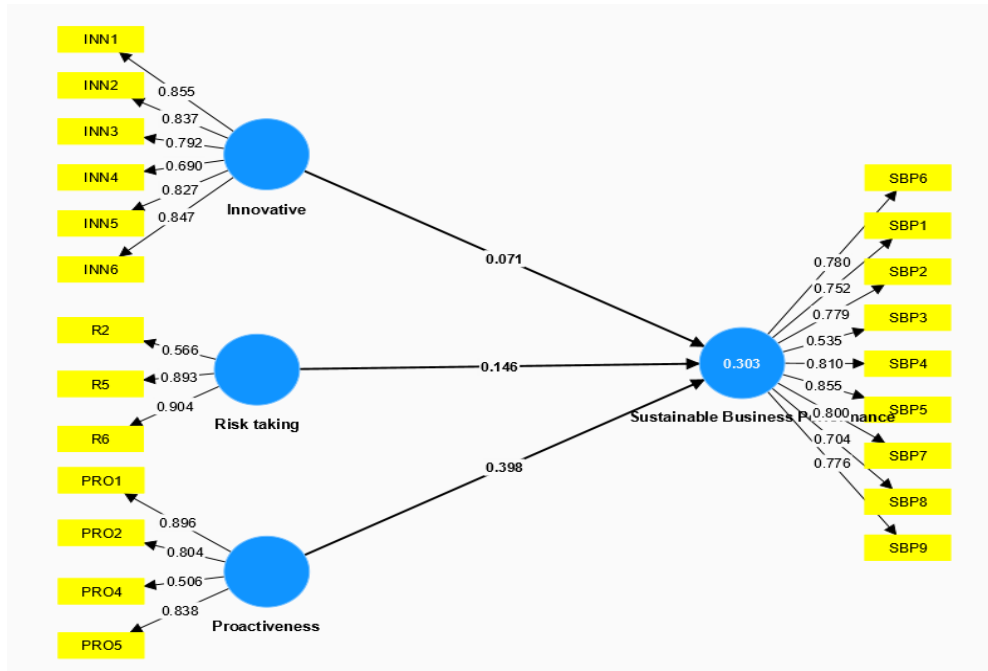 INN1
INN2
INN3
INN4
INN5
INN6
0.855
0.837
0.792
0.690
0.827
0.847
Innovative
R2
R5
R6
0.566
0.893
0.904
Risk taking
PRO1
PRO2
PRO4
PRO5
0.896
0.804
0.506
0.838
Proactiveness
0.071
0.146
0.398
0.303
Sustainable Business
0.780
0.752
0.779
0.535
0.810
0.855
0.800
0.704
0.776
SBP6
SBP1
SBP2
SBP3
SBP4
SBP5
SBP7
SBP8
SBP9